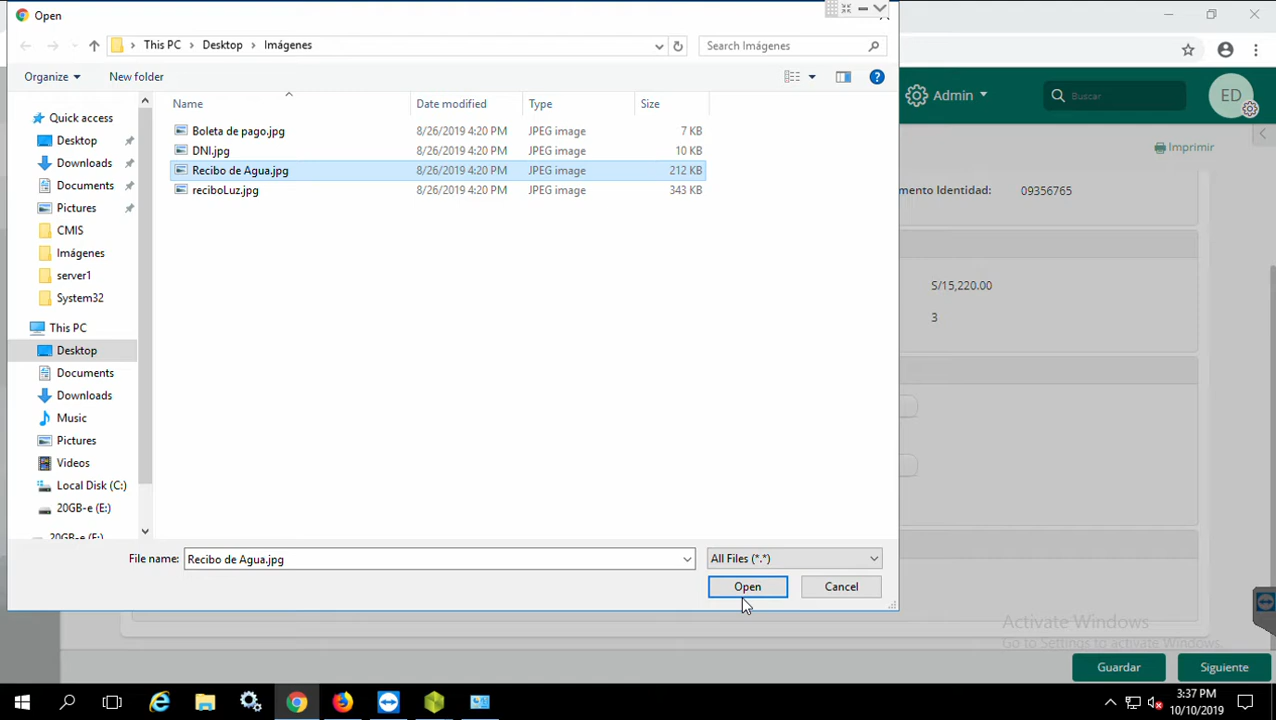 Open
This PC > Desktop > Imágenes
Search Imágenes
Organize
New folder
?
Name
Date modified
Type
Size
Boleta de pago.jpg 8/26/2019 4:20 PM JPEG image 7 KB
DNI.jpg 8/26/2019 4:20 PM JPEG image 10 KB
Recibo de Agua.jpg 8/26/2019 4:20 PM JPEG image 212 KB
reciboLuz.jpg 8/26/2019 4:20 PM JPEG image 343 KB
Quick access
Desktop
Downloads
Documents
Pictures
CMIS
Imágenes
server1
System32
This PC
Desktop
Documents
Downloads
Music
Pictures
Videos
Local Disk (C:)
20GB-e (E:)
20GB-e (E:)
File name: Recibo de Agua.jpg
All Files (*.*)
Open
Cancel
Admin
Buscar
ED
Imprimir
mento Identidad: 09356765
S/15,220.00
3
Activate Windows
Go to Settings to activate Windows.
Guardar
Siguiente
3:37 PM
10/10/2019